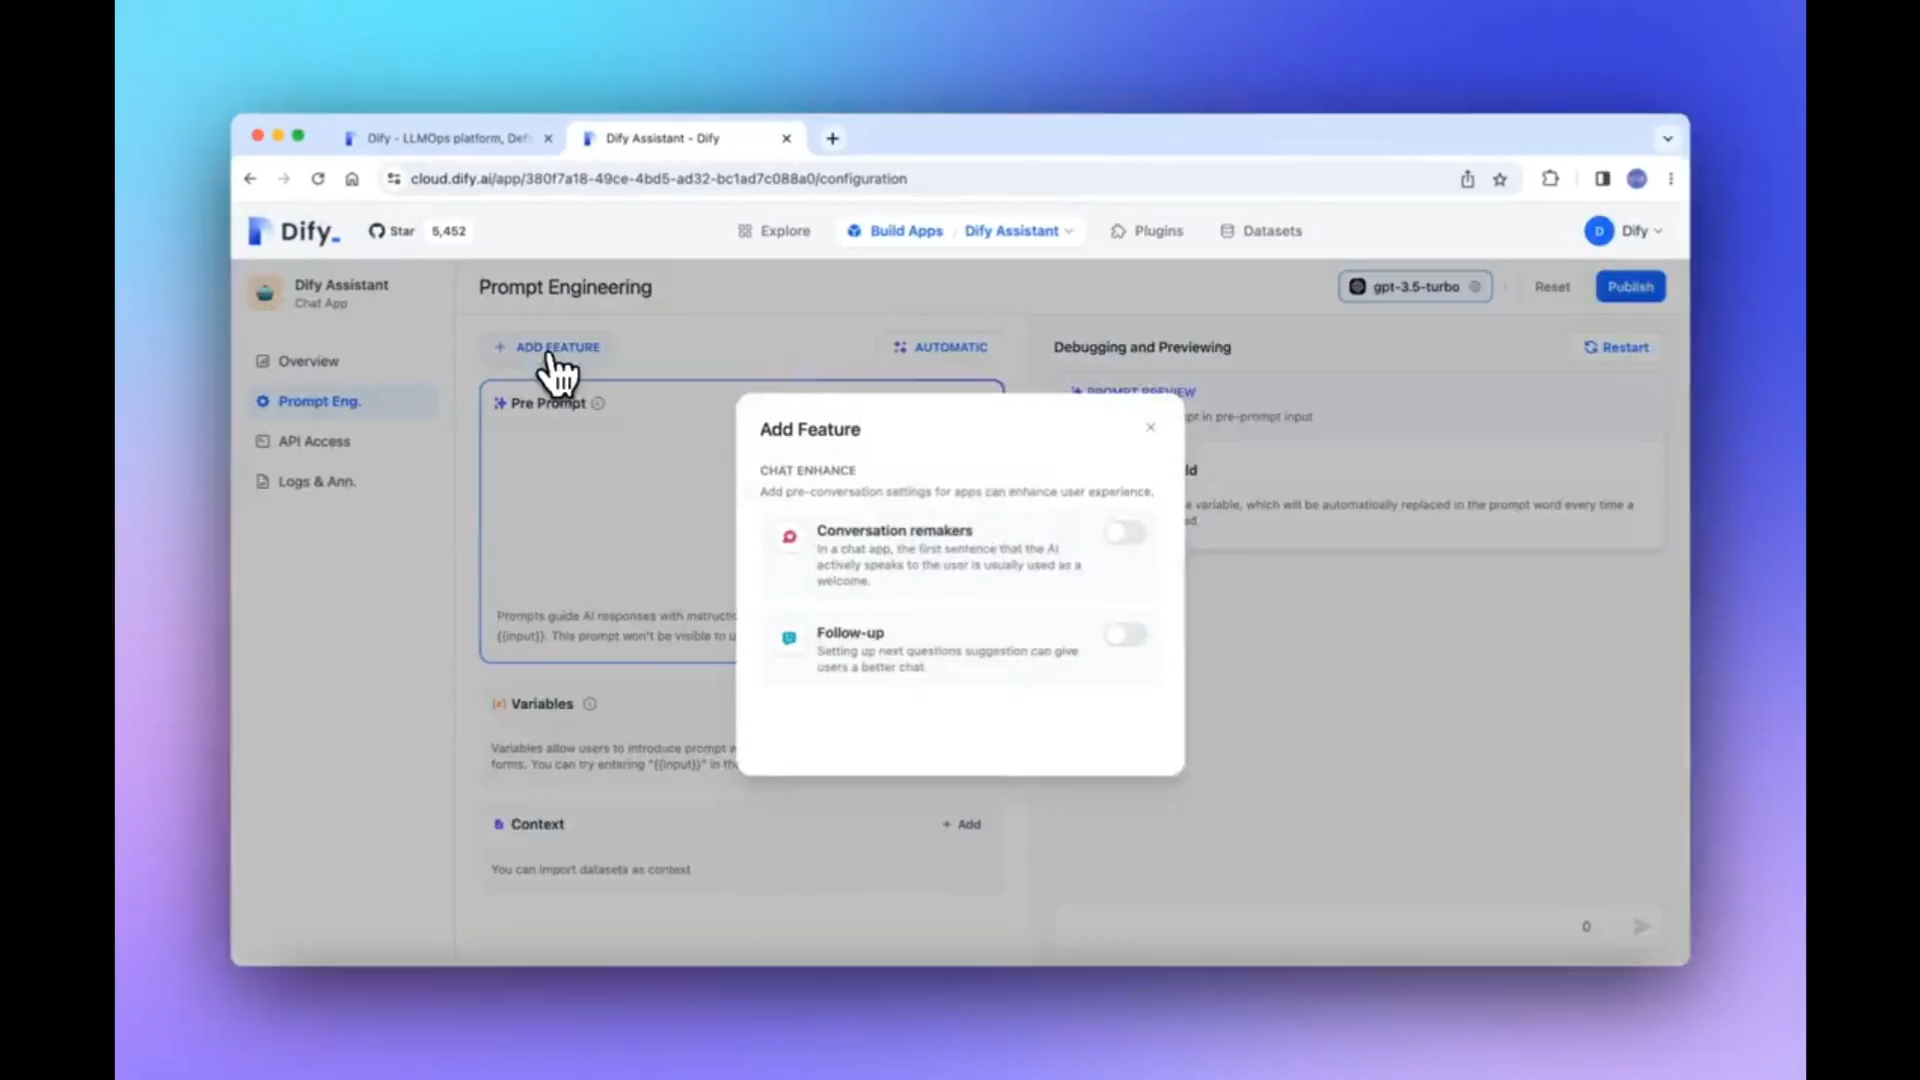 Dify - LLMOps platform, Defi
Dify Assistant - Dify
cloud.dify.ai/app/380f7a18-49ce-4bd5-ad32-bc1ad7c088a0/configuration
Dify_
Star 5,452
Explore
Build Apps / Dify Assistant
Plugins
Datasets
D Dify
Dify Assistant
Chat App
Overview
Prompt Eng.
API Access
Logs & Ann.
Prompt Engineering
gpt-3.5-turbo
Reset
Publish
+ ADD FEATURE
AUTOMATIC
Pre Prompt
Prompts guide AI responses with instructio
{{input}}. This prompt won't be visible to u
Variables
Variables allow users to introduce prompt w
forms. You can try entering "{{input}}" in th
Context
+ Add
You can import datasets as context
Debugging and Previewing
Restart
PROMPT PREVIEW
pt in pre-prompt input
ld
e variable, which will be automatically replaced in the prompt word every time a
ed.
0
Add Feature
CHAT ENHANCE
Add pre-conversation settings for apps can enhance user experience.
Conversation remakers
In a chat app, the first sentence that the AI
actively speaks to the user is usually used as a
welcome.
Follow-up
Setting up next questions suggestion can give
users a better chat.